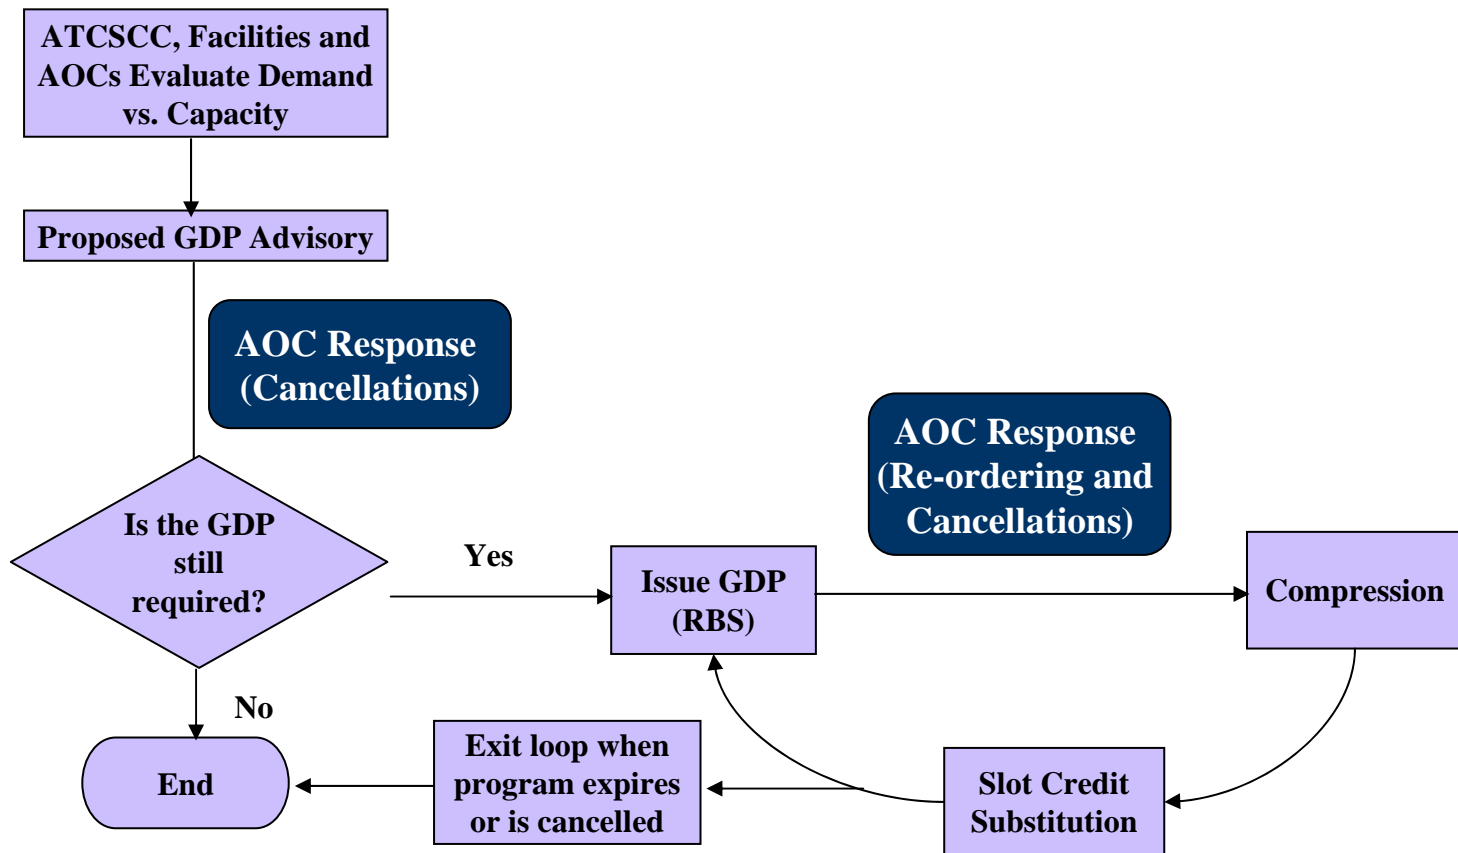 ATCSCC, Facilities and
AOCs Evaluate Demand
vs. Capacity
Proposed GDP Advisory
AOC Response
(Cancellations)
AOC Response
(Re-ordering and
Cancellations)
Is the GDP
still
required?
Yes
Issue GDP
(RBS)
Compression
No
End
Exit loop when
program expires
or is cancelled
Slot Credit
Substitution